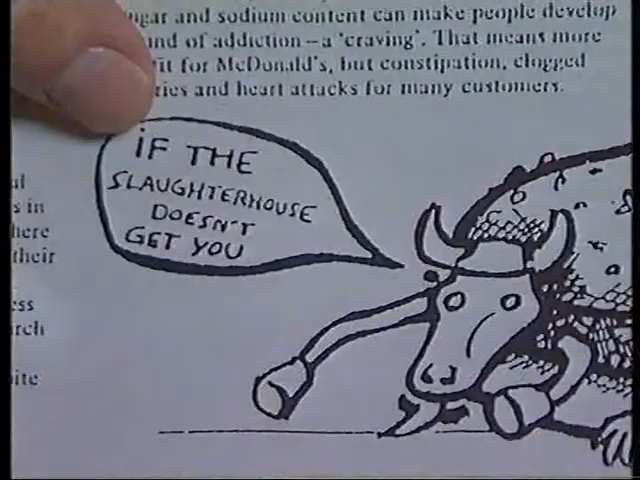 sugar and sodium content can make people develop
kind of addiction – a 'craving'. That means more
fit for McDonald's, but constipation, clogged
ries and heart attacks for many customers.
IF THE
SLAUGHTERHOUSE
DOESN'T
GET YOU
al
s in
here
their
ess
rch
ite